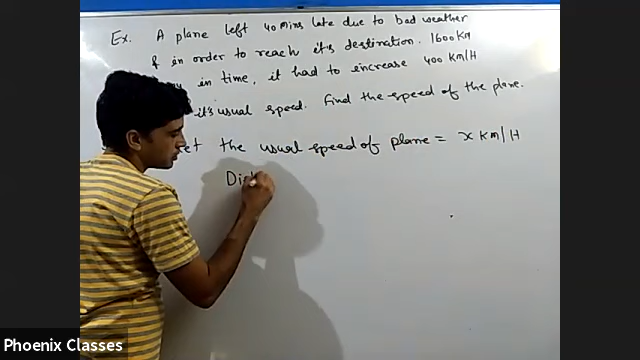 Ex. A plane left 40 mins late due to bad weather
& in order to reach it's destination. 1600 KM
in time, it had to increase 400 KM/H
it's usual speed. Find the speed of the plane.
the usual speed of plane = x KM/H
Dis
Phoenix Classes